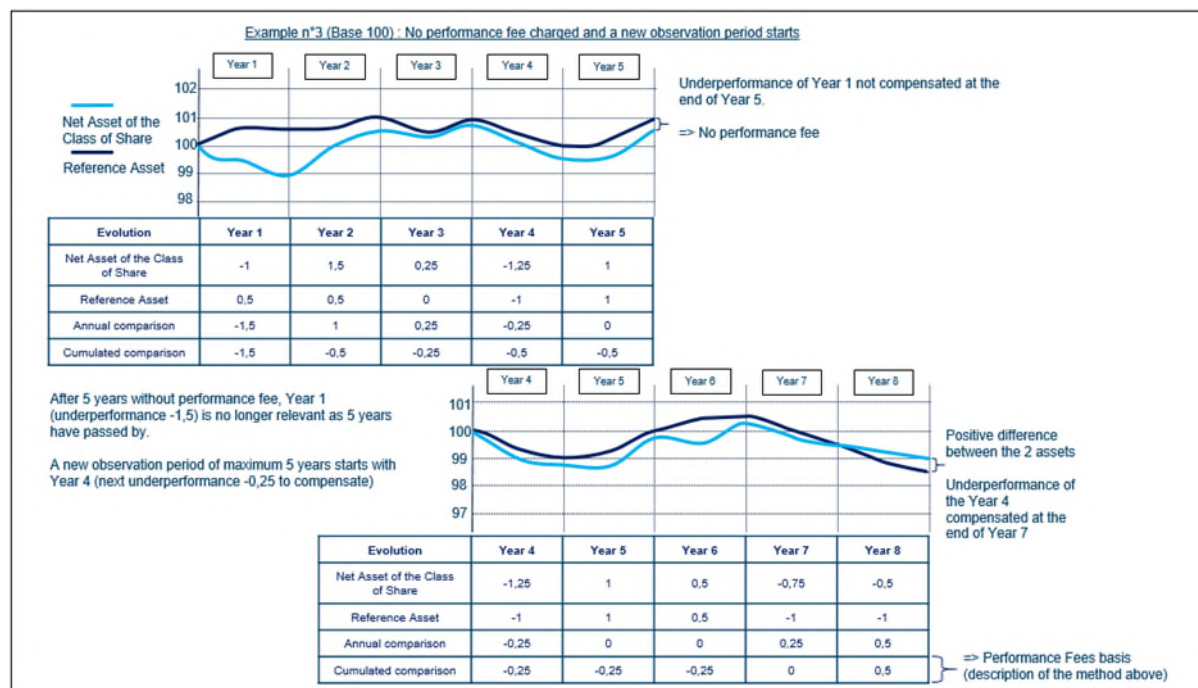 Example n°3 (Base 100) : No performance fee charged and a new observation period starts
Year 1 Year 2 Year 3 Year 4 Year 5
102
101
100
99
98
Net Asset of the
Class of Share
Reference Asset
Underperformance of Year 1 not compensated at the
end of Year 5.
=> No performance fee
Evolution Year 1 Year 2 Year 3 Year 4 Year 5
Net Asset of the Class
of Share -1 1,5 0,25 -1,25 1
Reference Asset 0,5 0,5 0 -1 1
Annual comparison -1,5 1 0,25 -0,25 0
Cumulated comparison -1,5 -0,5 -0,25 -0,5 -0,5
After 5 years without performance fee, Year 1
(underperformance -1,5) is no longer relevant as 5 years
have passed by.
A new observation period of maximum 5 years starts with
Year 4 (next underperformance -0,25 to compensate)
Year 4 Year 5 Year 6 Year 7 Year 8
101
100
99
98
97
Positive difference
between the 2 assets
Underperformance of
the Year 4
compensated at the
end of Year 7
Evolution Year 4 Year 5 Year 6 Year 7 Year 8
Net Asset of the Class
of Share -1,25 1 0,5 -0,75 -0,5
Reference Asset -1 1 0,5 -1 -1
Annual comparison -0,25 0 0 0,25 0,5
Cumulated comparison -0,25 -0,25 -0,25 0 0,5
=> Performance Fees basis
(description of the method above)